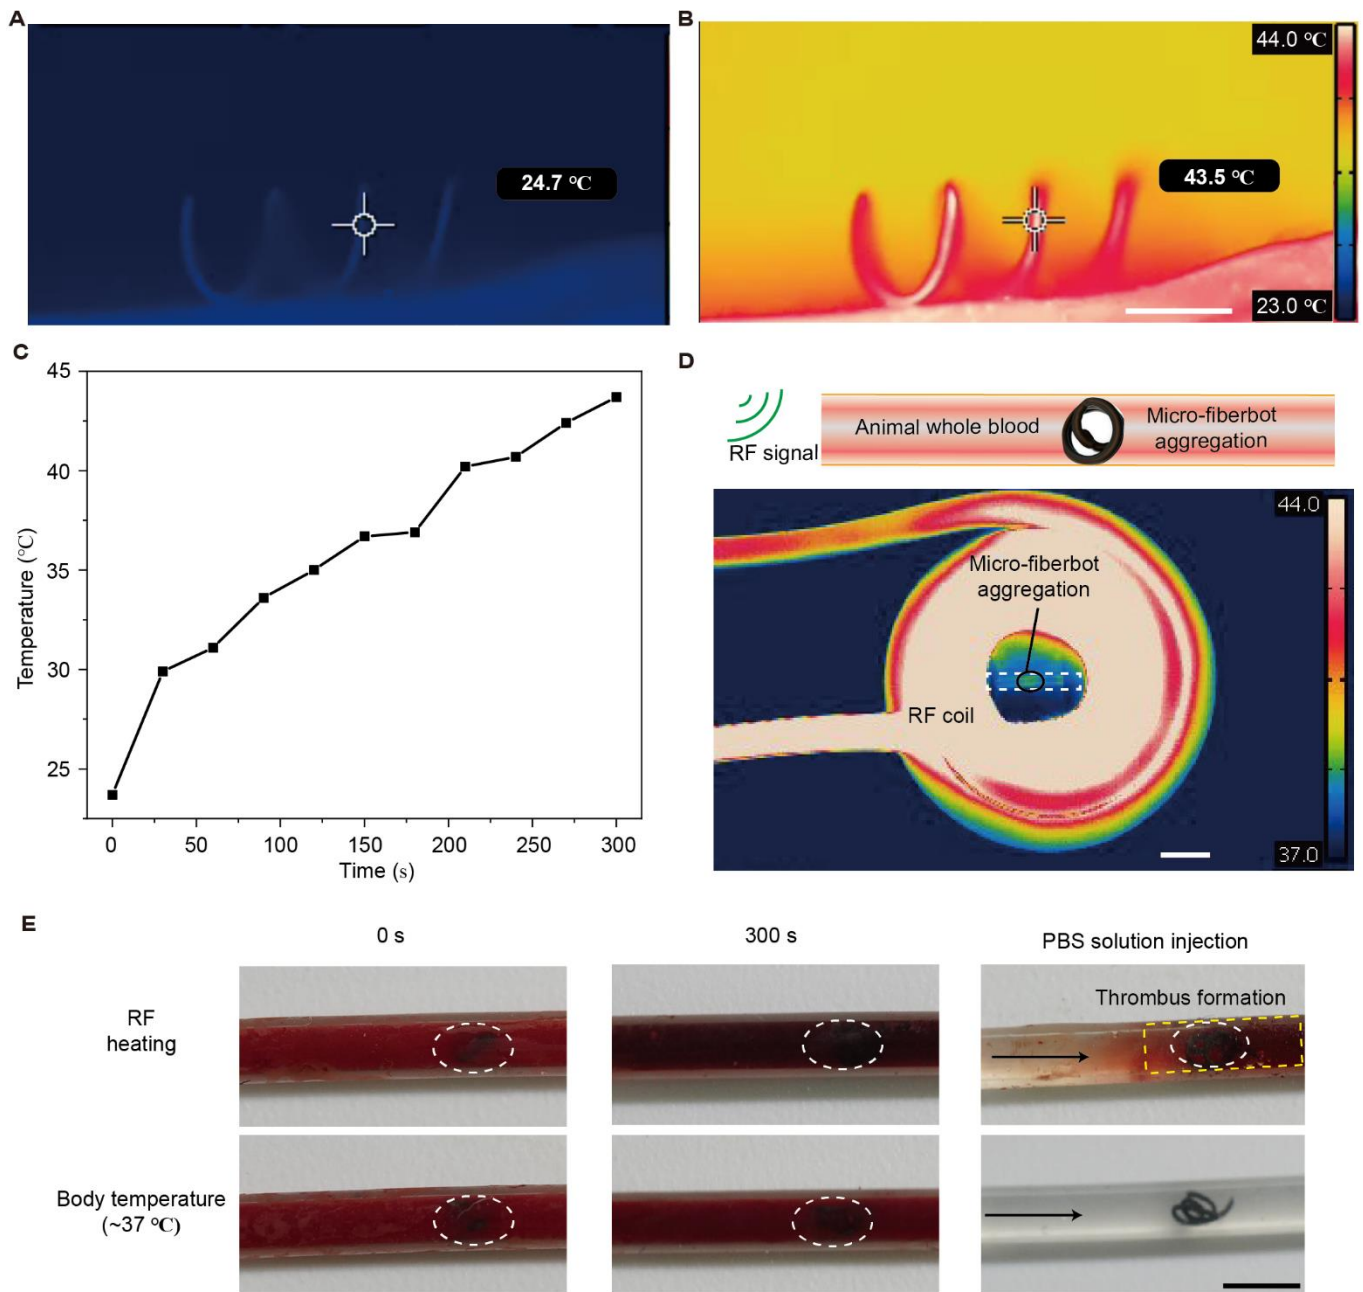 A
24.7 °C
B
44.0 °C
43.5 °C
23.0 °C
C
Temperature (°C)
45
40
35
30
25
0
50
100
150
200
250
300
Time (s)
D
RF signal
Animal whole blood
Micro-fiberbot
aggregation
44.0
Micro-fiberbot
aggregation
RF coil
37.0
E
0 s
300 s
PBS solution injection
RF
heating
Thrombus formation
Body temperature
(~37 °C)